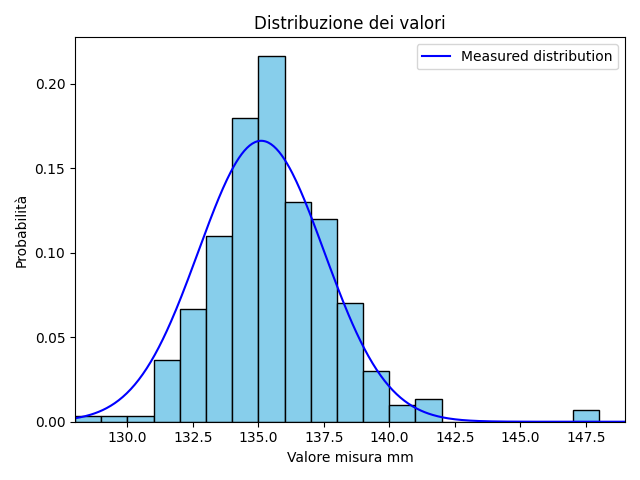 Distribuzione dei valori
Measured distribution
Probabilità
0.20
0.15
0.10
0.05
0.00
130.0 132.5 135.0 137.5 140.0 142.5 145.0 147.5
Valore misura mm